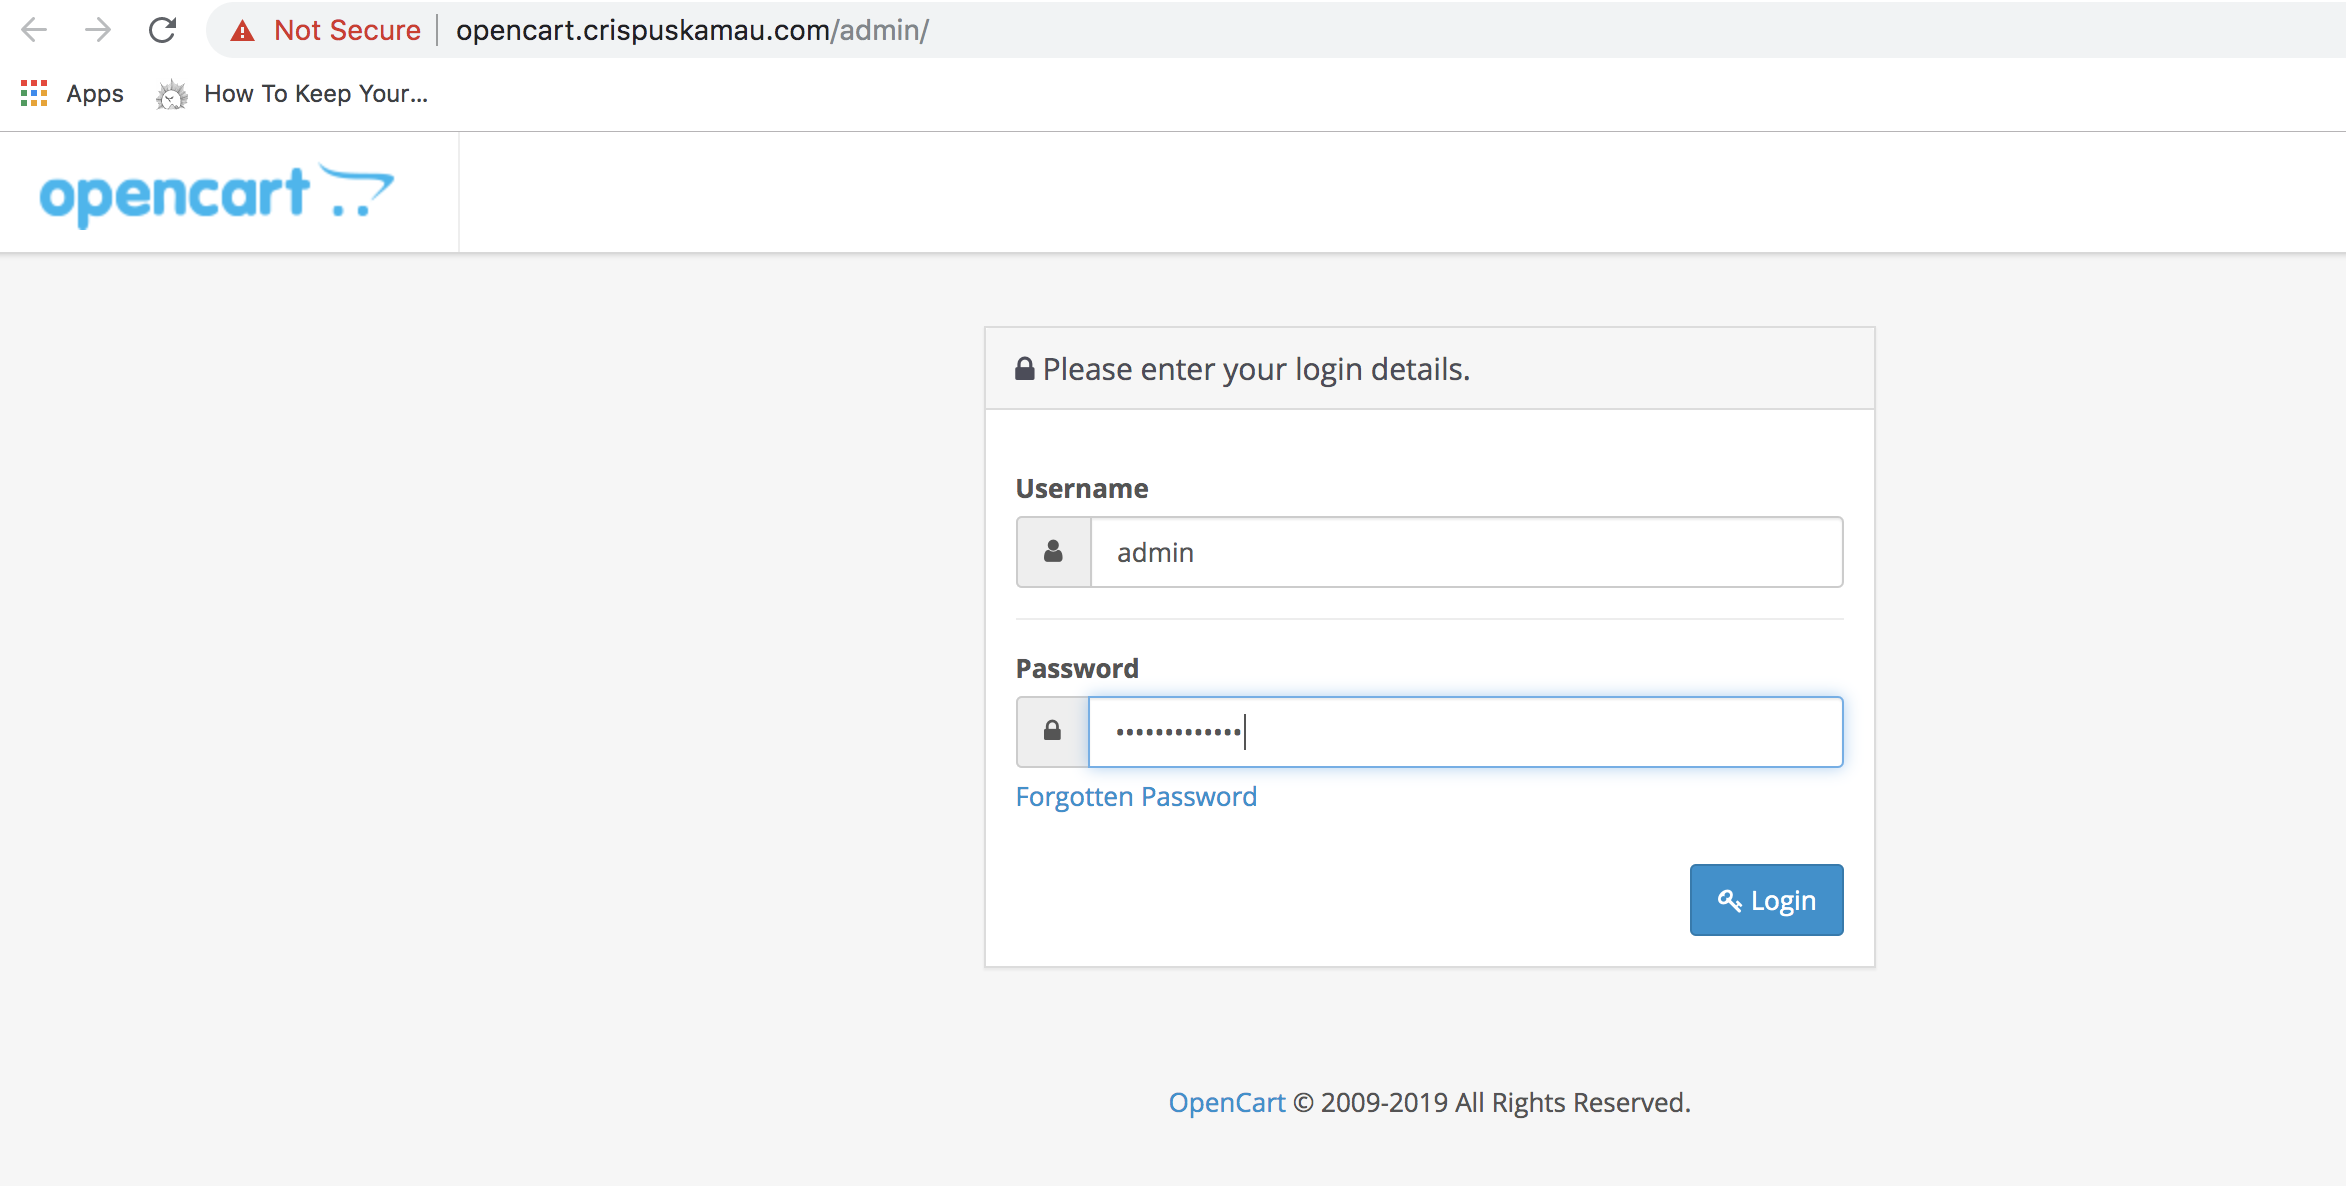 Not Secure | opencart.crispuskamau.com/admin/
Apps How To Keep Your...
opencart
Please enter your login details.
Username
admin
Password
•••••••••••••
Forgotten Password
Login
OpenCart © 2009-2019 All Rights Reserved.